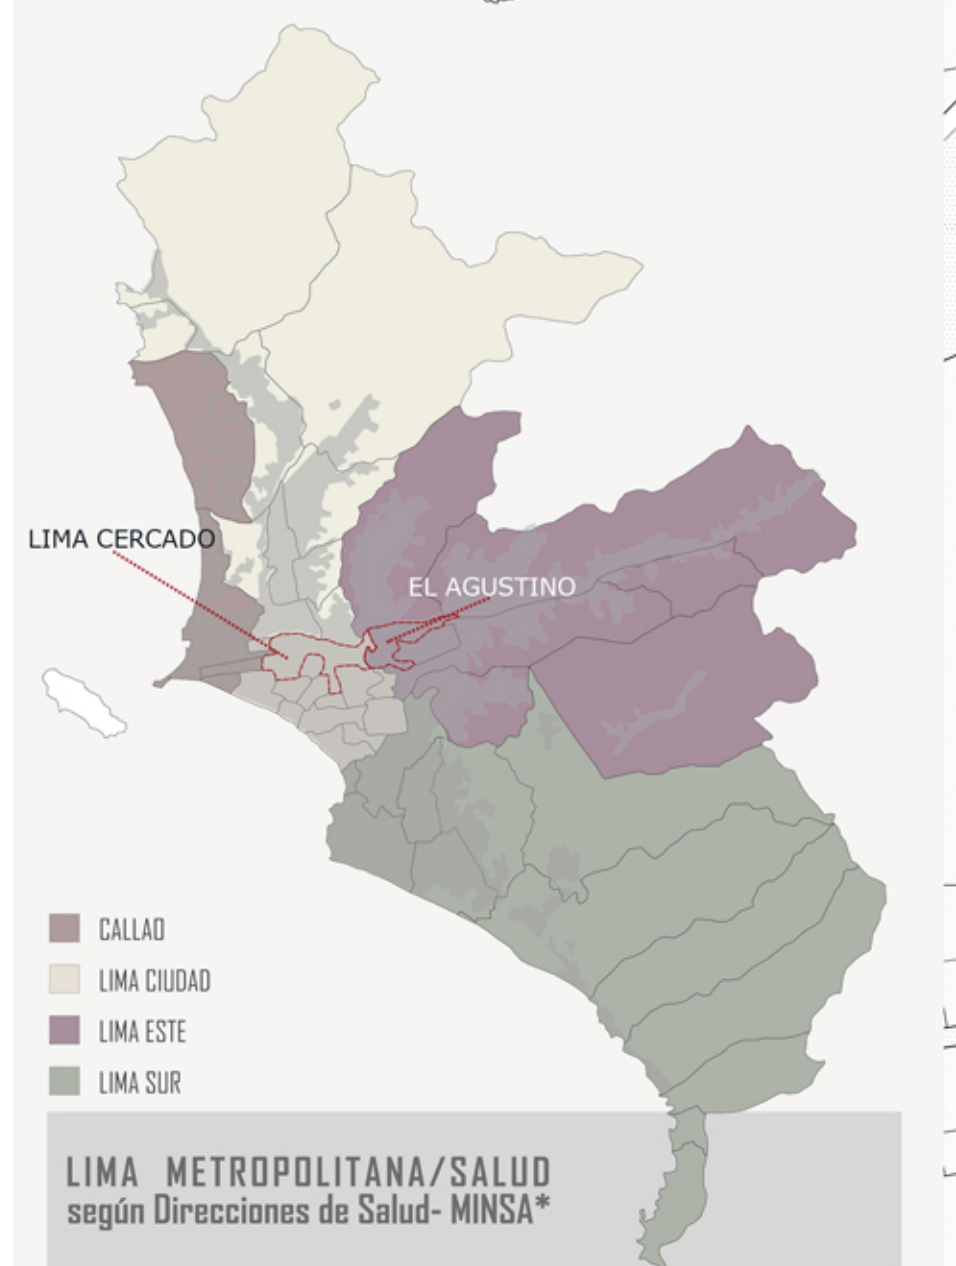 LIMA CERCADO
EL AGUSTINO
CALLAO
LIMA CIUDAD
LIMA ESTE
LIMA SUR
LIMA METROPOLITANA/SALUD
según Direcciones de Salud- MINSA*